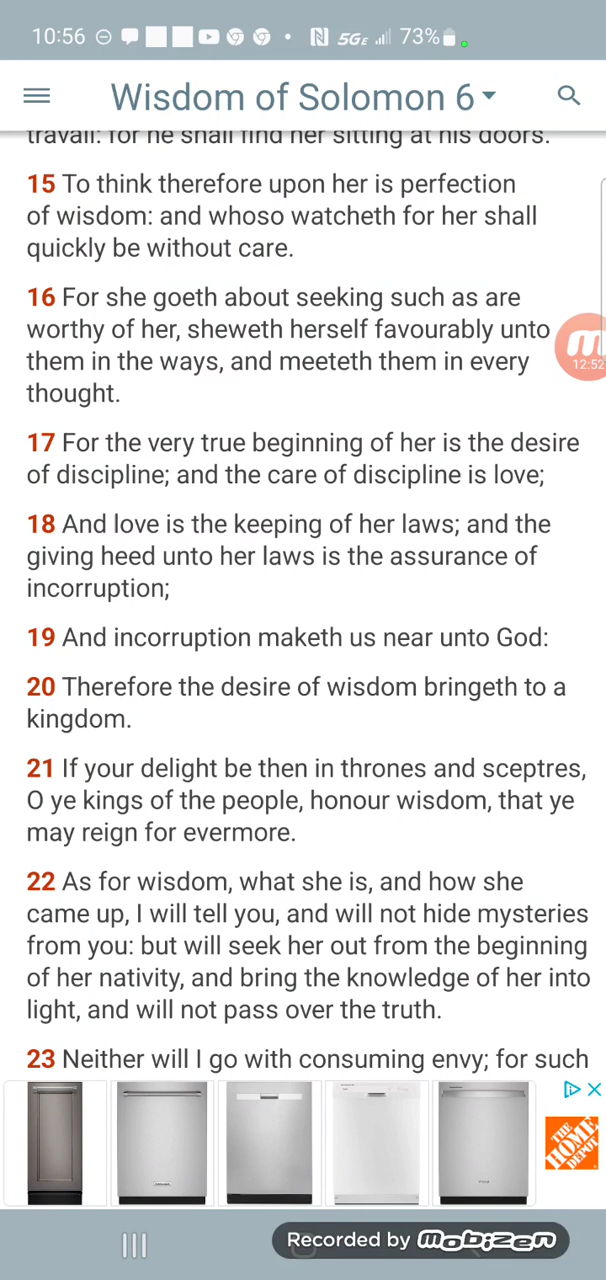 10:56 5GE 73%
Wisdom of Solomon 6
travail: for he shall find her sitting at his doors.
15 To think therefore upon her is perfection
of wisdom: and whoso watcheth for her shall
quickly be without care.
16 For she goeth about seeking such as are
worthy of her, sheweth herself favourably unto
them in the ways, and meeteth them in every
thought.
12:52
17 For the very true beginning of her is the desire
of discipline; and the care of discipline is love;
18 And love is the keeping of her laws; and the
giving heed unto her laws is the assurance of
incorruption;
19 And incorruption maketh us near unto God:
20 Therefore the desire of wisdom bringeth to a
kingdom.
21 If your delight be then in thrones and sceptres,
O ye kings of the people, honour wisdom, that ye
may reign for evermore.
22 As for wisdom, what she is, and how she
came up, I will tell you, and will not hide mysteries
from you: but will seek her out from the beginning
of her nativity, and bring the knowledge of her into
light, and will not pass over the truth.
23 Neither will I go with consuming envy; for such
THE
HOME
DEPOT
Recorded by mobizen